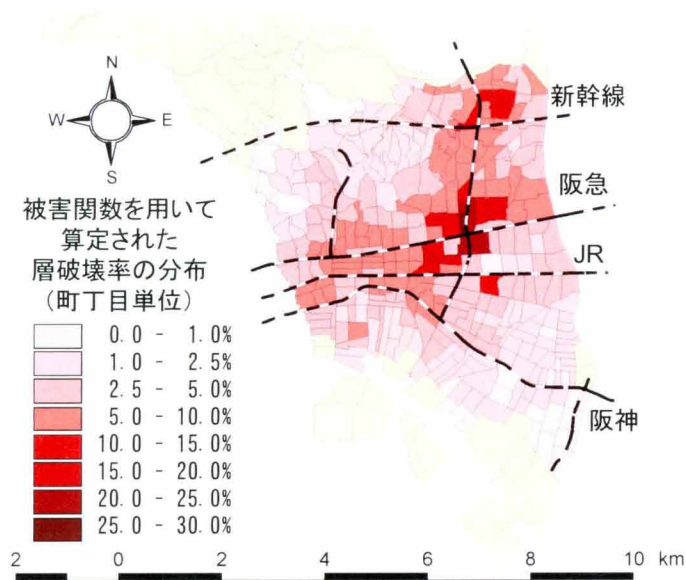 N
W E
S
新幹線
阪急
JR
阪神
被害関数を用いて
算定された
層破壊率の分布
（町丁目単位）
0.0 - 1.0%
1.0 - 2.5%
2.5 - 5.0%
5.0 - 10.0%
10.0 - 15.0%
15.0 - 20.0%
20.0 - 25.0%
25.0 - 30.0%
2 0 2 4 6 8 10 km